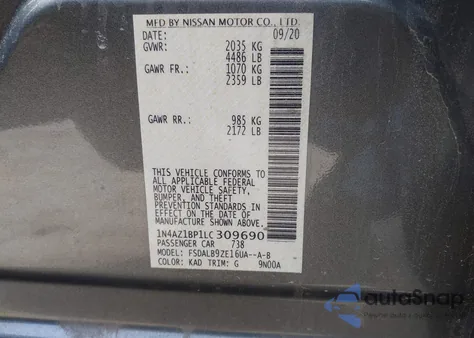 MFD BY NISSAN MOTOR CO., LTD.
DATE: 09/20
GVWR: 2035 KG
4486 LB
GAWR FR.: 1070 KG
2359 LB
GAWR RR.: 985 KG
2172 LB
THIS VEHICLE CONFORMS TO
ALL APPLICABLE FEDERAL
MOTOR VEHICLE SAFETY,
BUMPER, AND THEFT
PREVENTION STANDARDS IN
EFFECT ON THE DATE OF
MANUFACTURE SHOWN ABOVE.
1N4AZ1BP1LC 309690
PASSENGER CAR 738
MODEL: FSDALB9ZE16UA--A-B
COLOR: KAD TRIM: G 9N00A
autoSnap